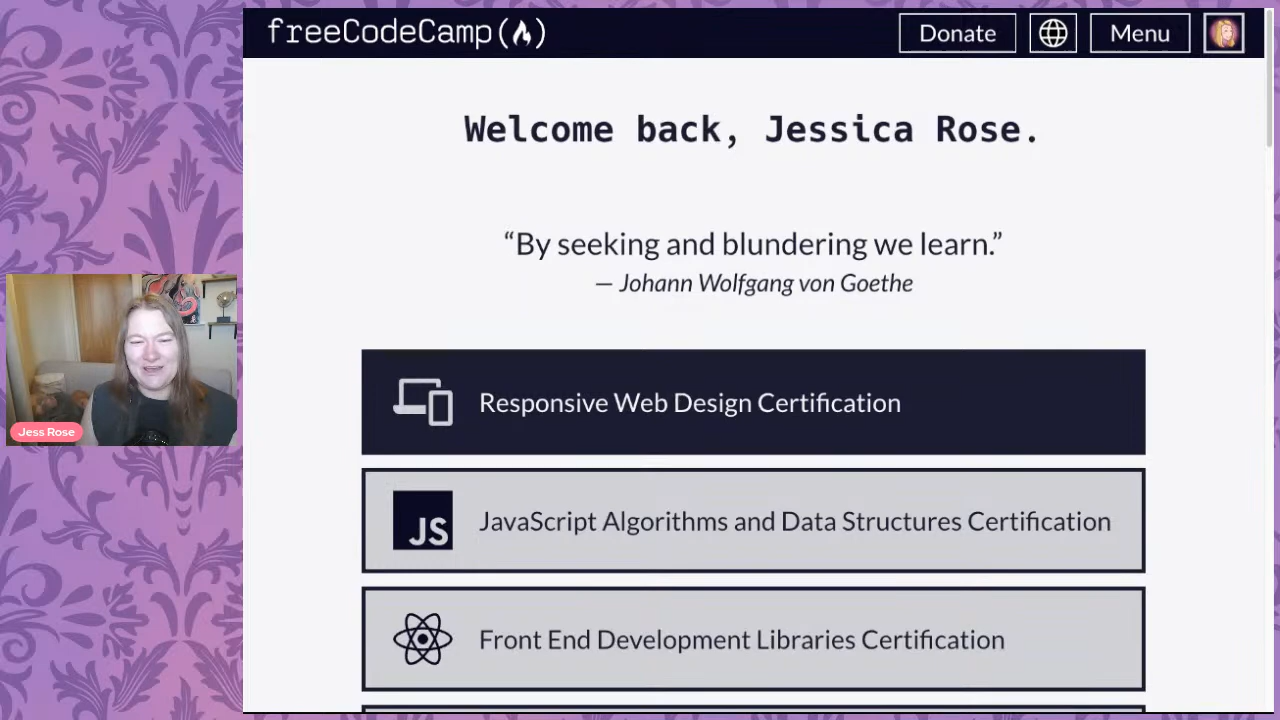 freeCodeCamp
Donate
Menu
Welcome back, Jessica Rose.
“By seeking and blundering we learn.”
— Johann Wolfgang von Goethe
Responsive Web Design Certification
JS
JavaScript Algorithms and Data Structures Certification
Front End Development Libraries Certification
Jess Rose